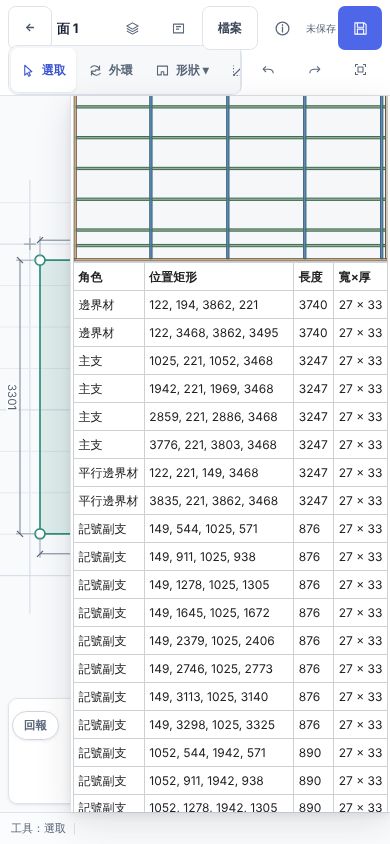 面 1
檔案
未保存
選取
外環
形狀 ▾
角色 位置矩形 長度 寬×厚
邊界材 122, 194, 3862, 221 3740 27 × 33
邊界材 122, 3468, 3862, 3495 3740 27 × 33
主支 1025, 221, 1052, 3468 3247 27 × 33
主支 1942, 221, 1969, 3468 3247 27 × 33
主支 2859, 221, 2886, 3468 3247 27 × 33
主支 3776, 221, 3803, 3468 3247 27 × 33
平行邊界材 122, 221, 149, 3468 3247 27 × 33
平行邊界材 3835, 221, 3862, 3468 3247 27 × 33
記號副支 149, 544, 1025, 571 876 27 × 33
記號副支 149, 911, 1025, 938 876 27 × 33
記號副支 149, 1278, 1025, 1305 876 27 × 33
記號副支 149, 1645, 1025, 1672 876 27 × 33
記號副支 149, 2379, 1025, 2406 876 27 × 33
記號副支 149, 2746, 1025, 2773 876 27 × 33
記號副支 149, 3113, 1025, 3140 876 27 × 33
記號副支 149, 3298, 1025, 3325 876 27 × 33
記號副支 1052, 544, 1942, 571 890 27 × 33
記號副支 1052, 911, 1942, 938 890 27 × 33
記號副支 1052, 1278, 1942, 1305 890 27 × 33
3301
回報
工具：選取